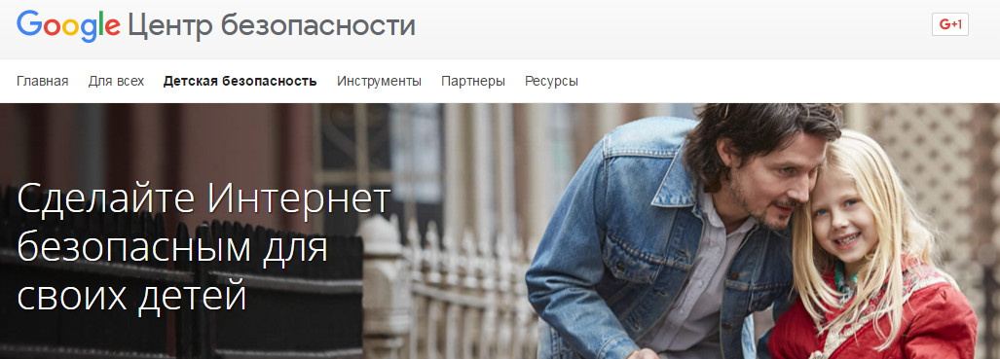 Google Центр безопасности
G+1
Главная Для всех Детская безопасность Инструменты Партнеры Ресурсы
Сделайте Интернет
безопасным для
своих детей